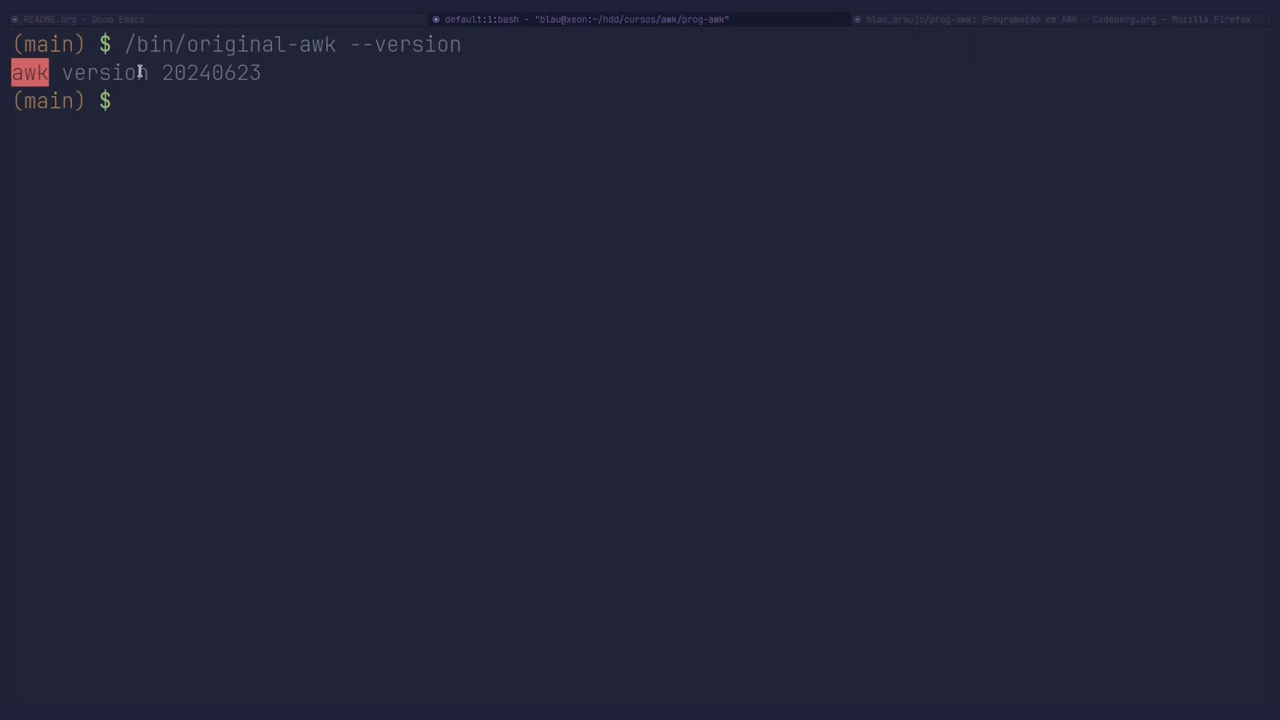 README.org - Doom Emacs
default:1:bash - "blau@xeon:~/hdd/cursos/awk/prog-awk"
blau_araujo/prog-awk: Programação em AWK - Codeberg.org — Mozilla Firefox
(main) $ /bin/original-awk --version
awk version 20240623
(main) $